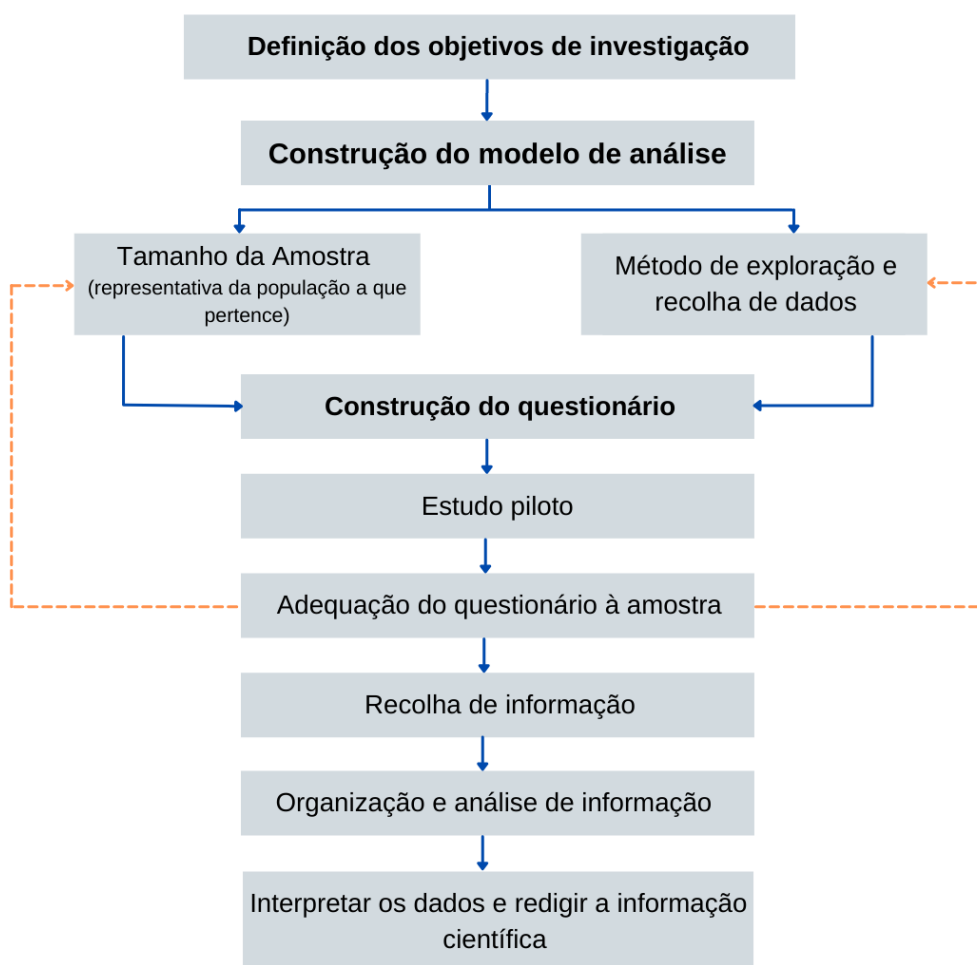 Definição dos objetivos de investigação
Construção do modelo de análise
Tamanho da Amostra
(representativa da população a que
pertence)
Método de exploração e
recolha de dados
Construção do questionário
Estudo piloto
Adequação do questionário à amostra
Recolha de informação
Organização e análise de informação
Interpretar os dados e redigir a informação
científica